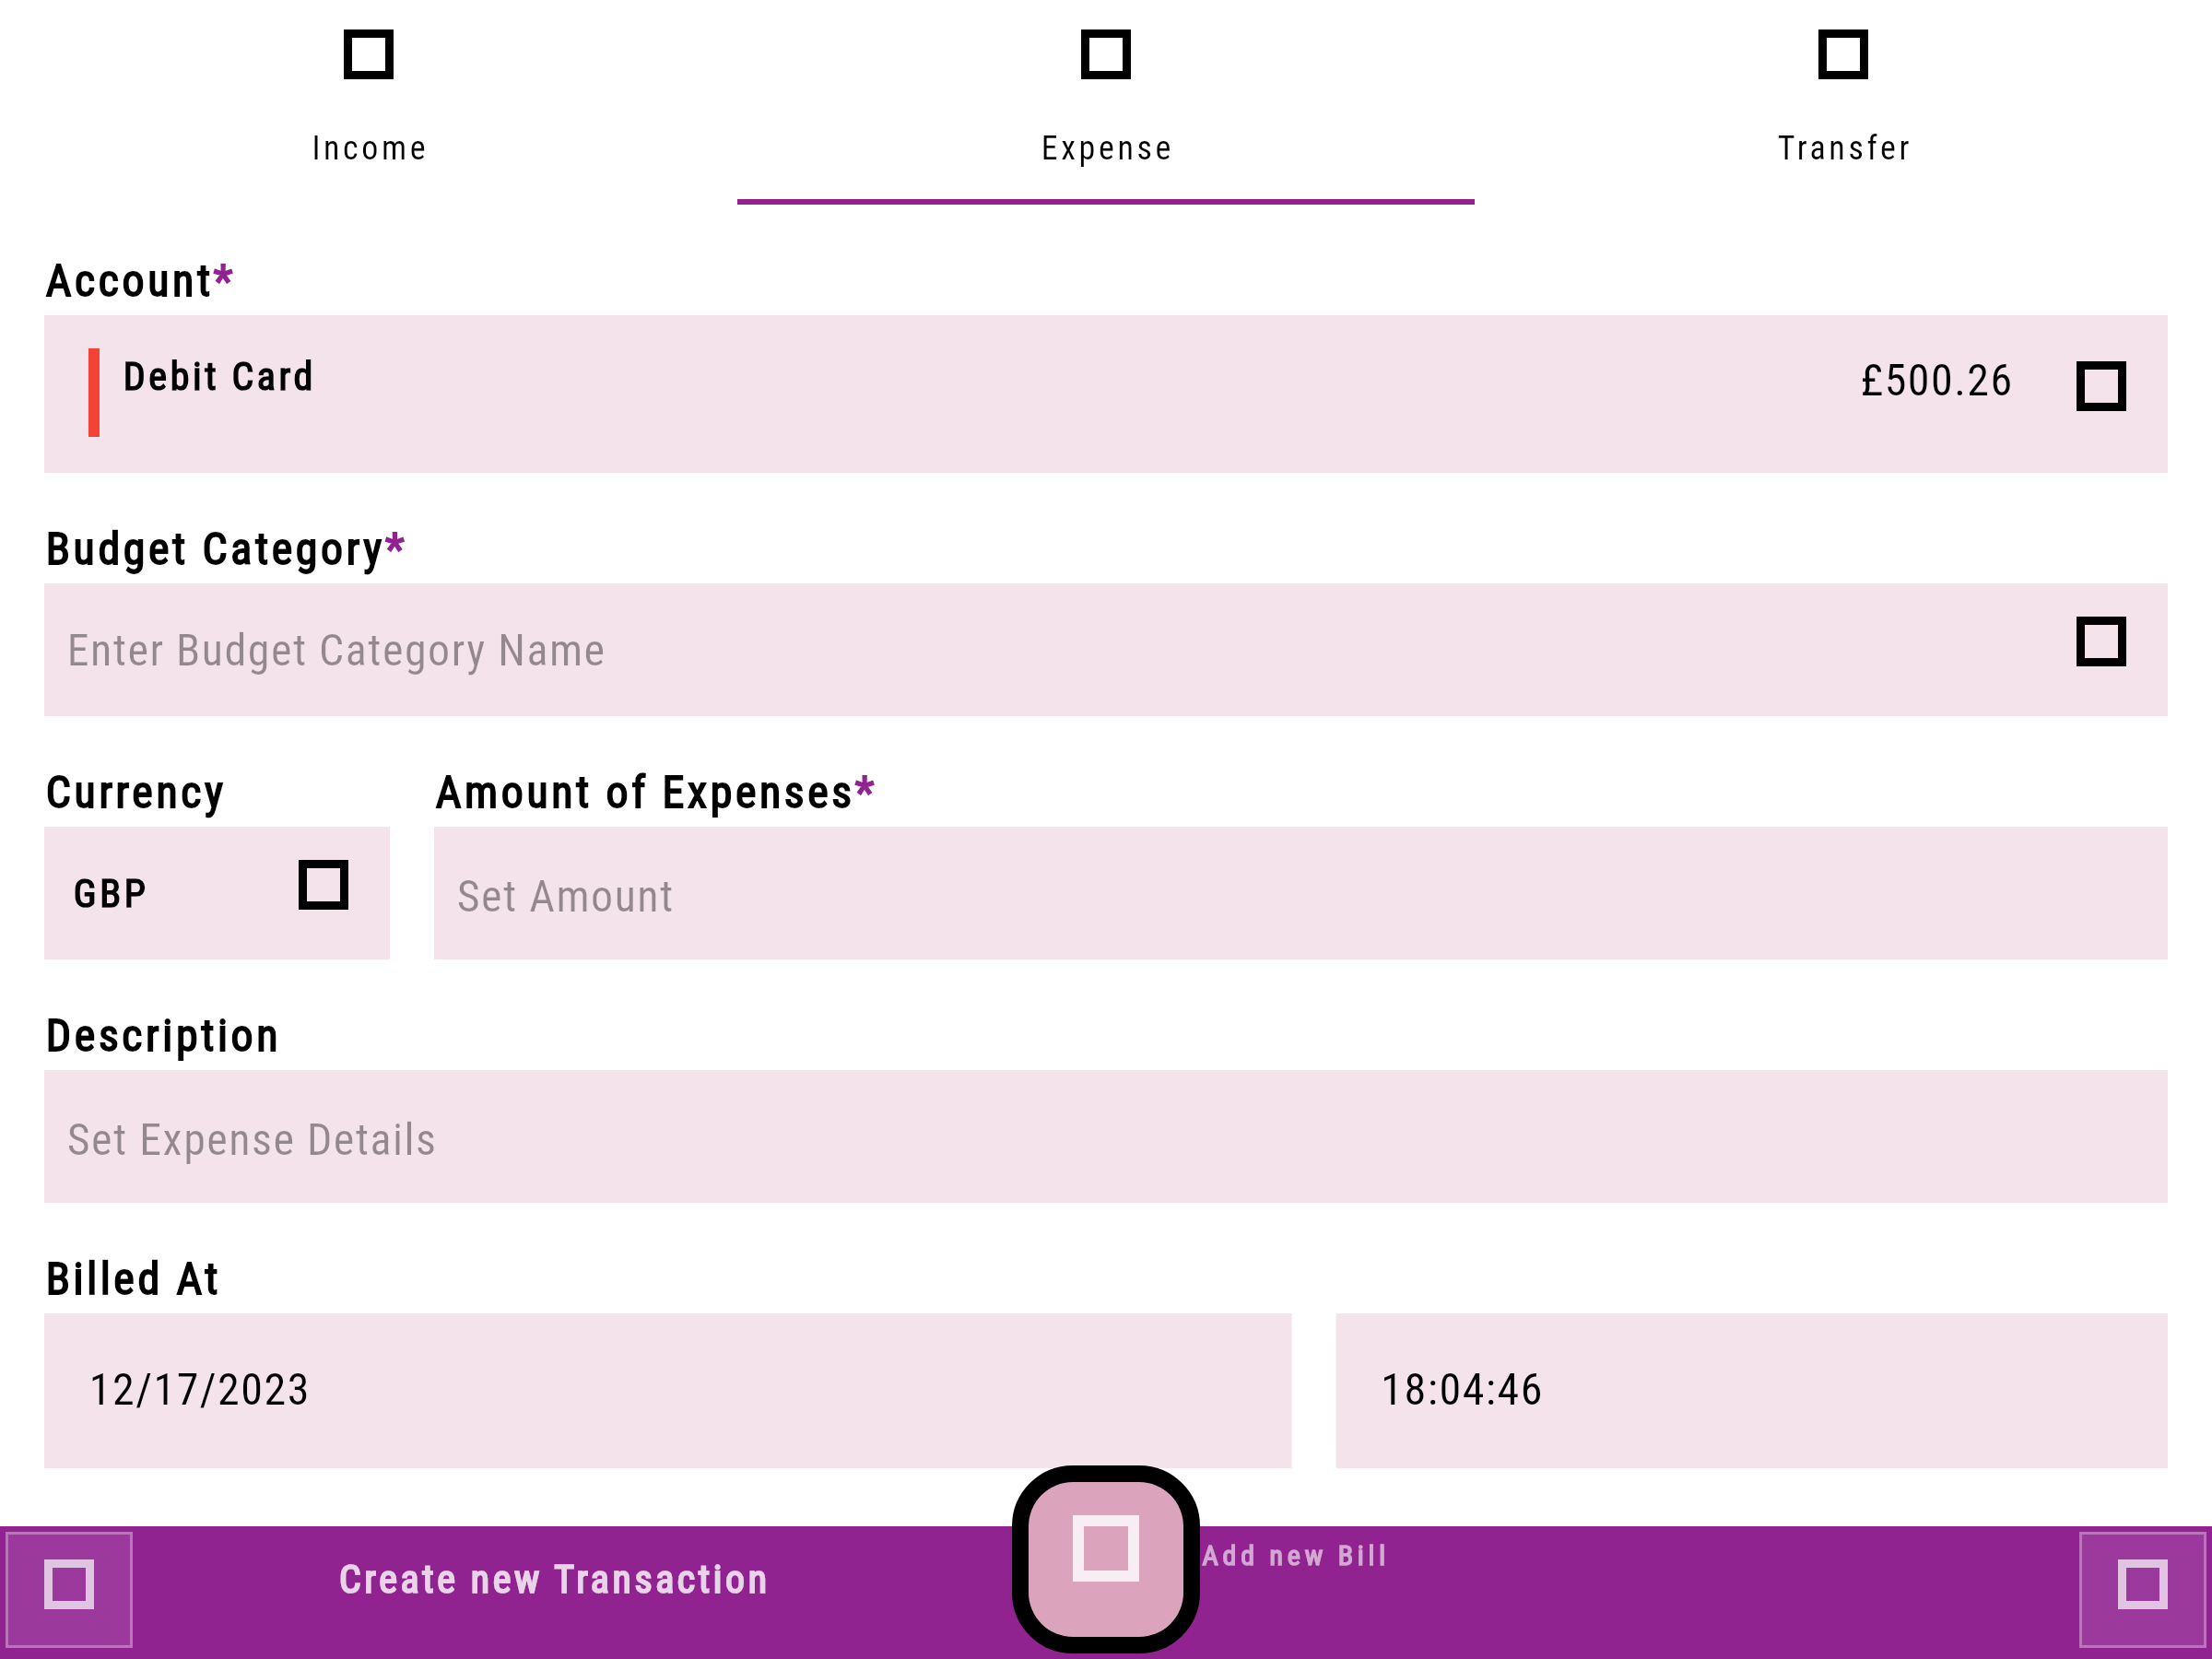 Income
Expense
Transfer
Account*
Debit Card
£500.26
Budget Category*
Enter Budget Category Name
Currency
Amount of Expenses*
GBP
Set Amount
Description
Set Expense Details
Billed At
12/17/2023
18:04:46
Create new Transaction
Add new Bill